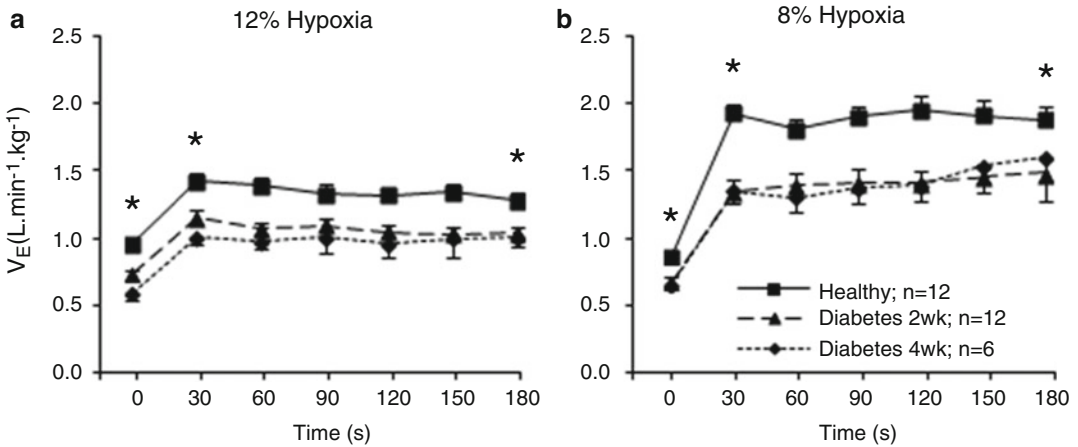 a 12% Hypoxia
2.5
2.0
1.5
1.0
0.5
0.0
V_E(L.min⁻¹.kg⁻¹)
* * *
0 30 60 90 120 150 180
Time (s)
b 8% Hypoxia
2.5
2.0
1.5
1.0
0.5
0.0
* * *
Healthy; n=12
Diabetes 2wk; n=12
Diabetes 4wk; n=6
0 30 60 90 120 150 180
Time (s)